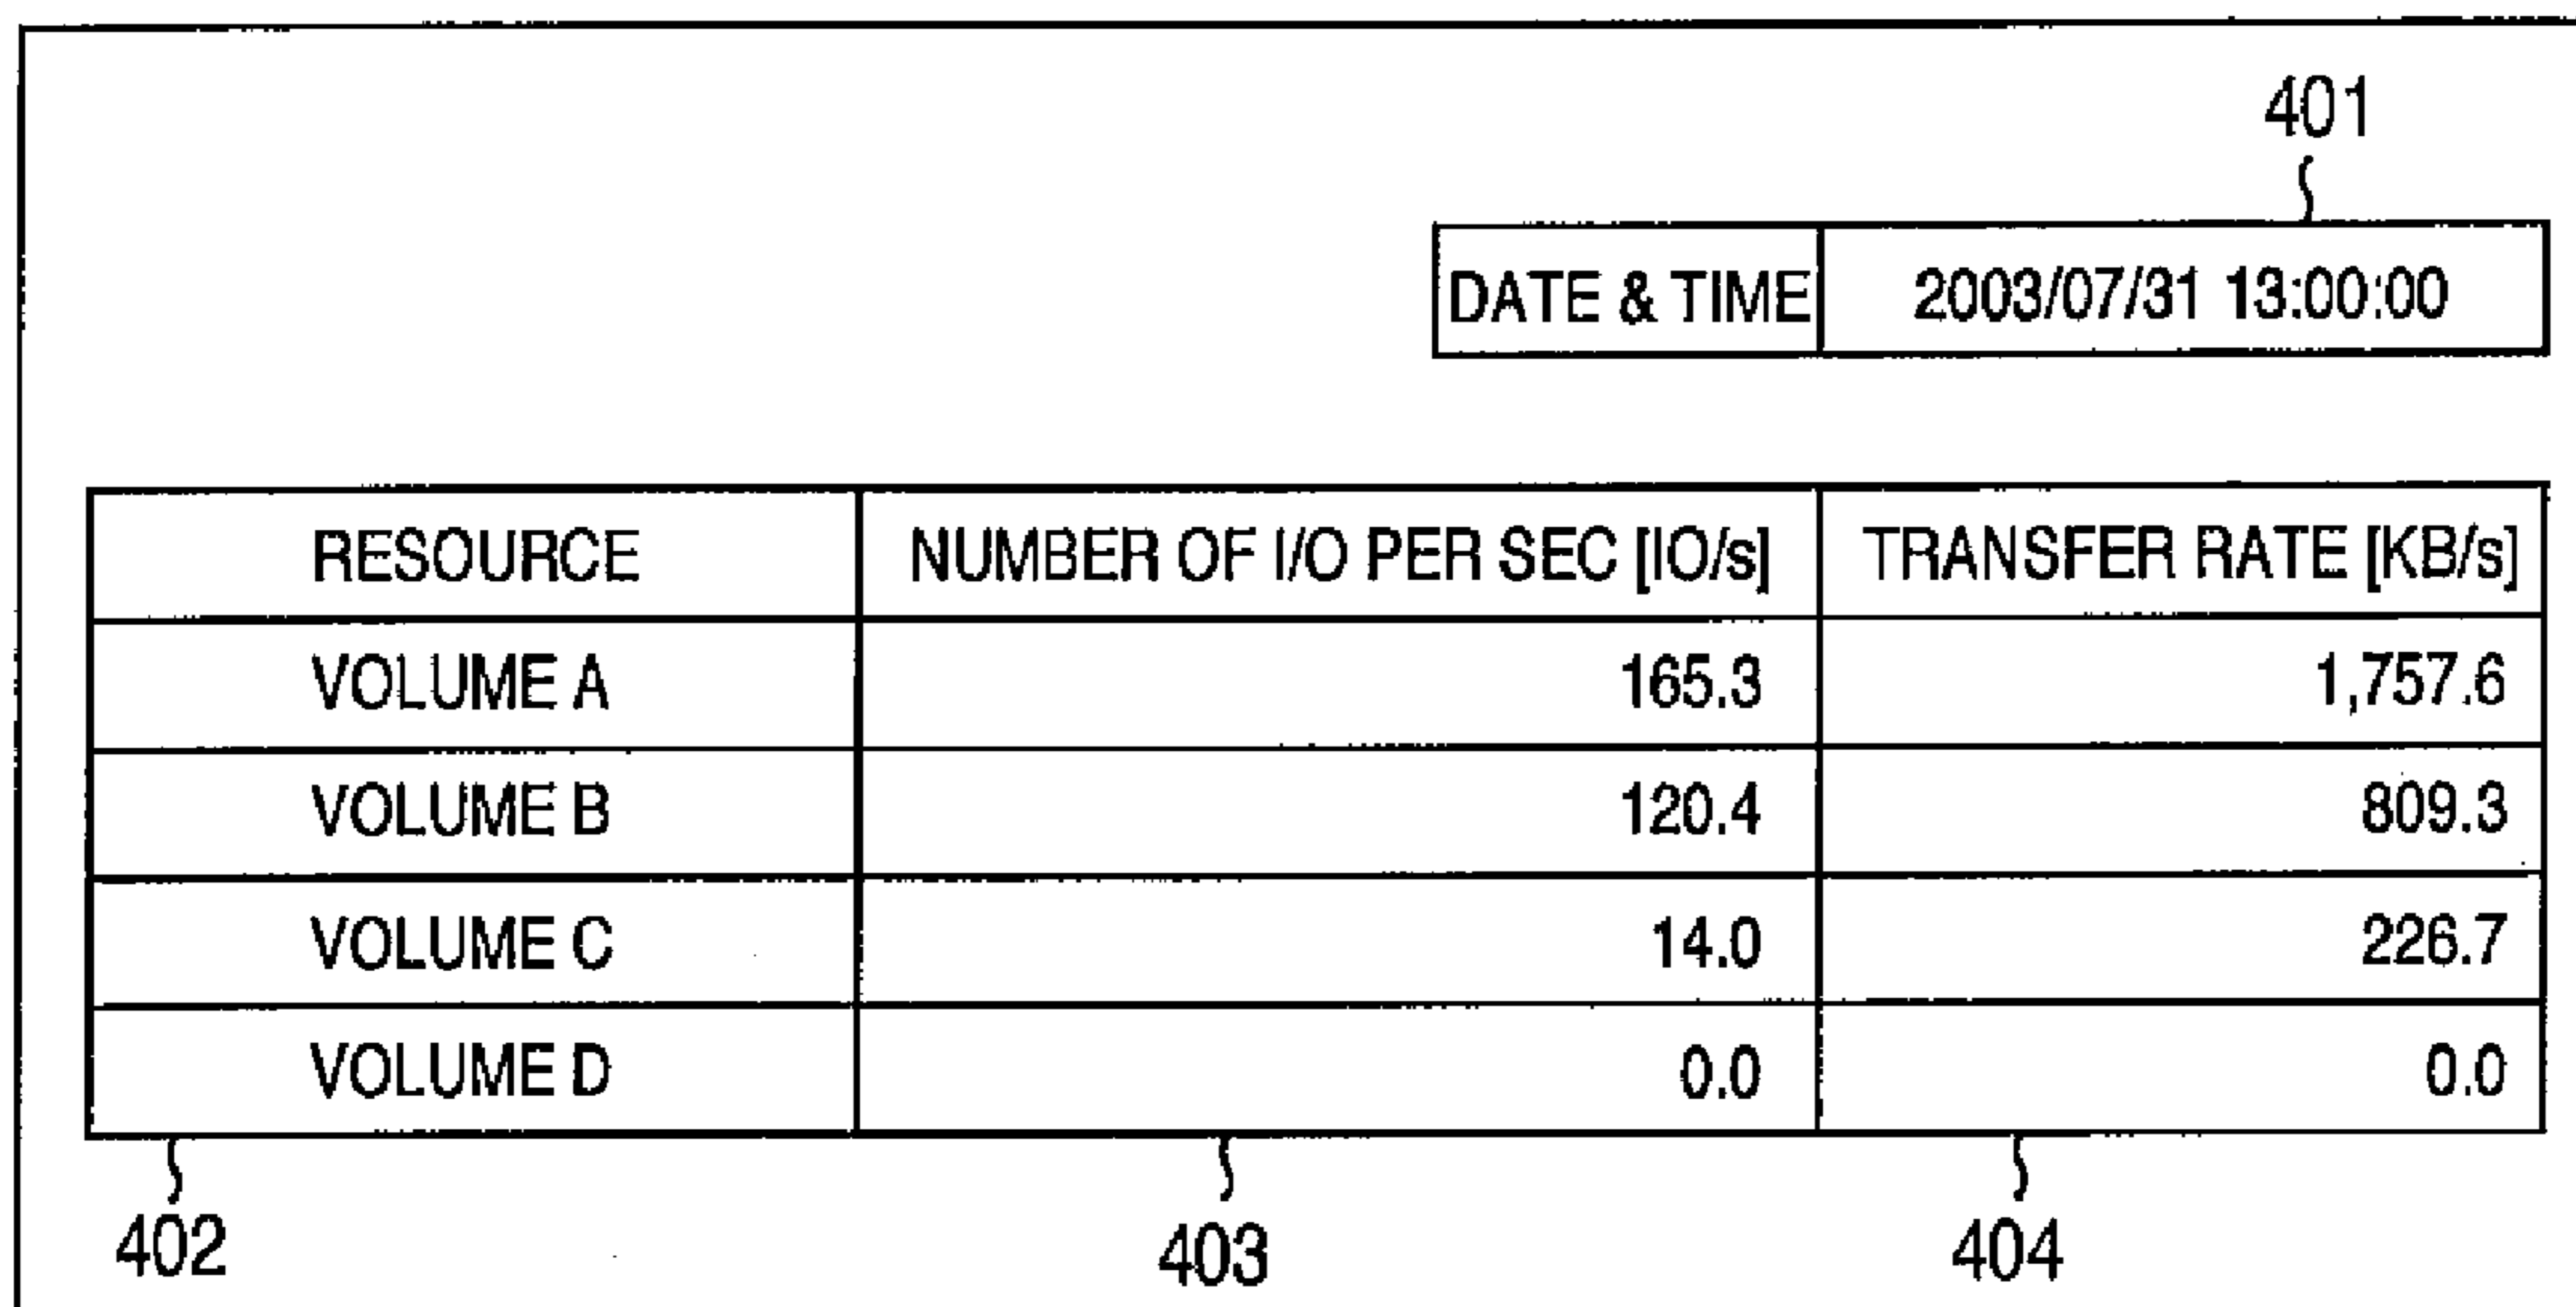 401
DATE & TIME 2003/07/31 13:00:00
RESOURCE NUMBER OF I/O PER SEC [IO/s] TRANSFER RATE [KB/s]
VOLUME A 165.3 1,757.6
VOLUME B 120.4 809.3
VOLUME C 14.0 226.7
VOLUME D 0.0 0.0
402 403 404